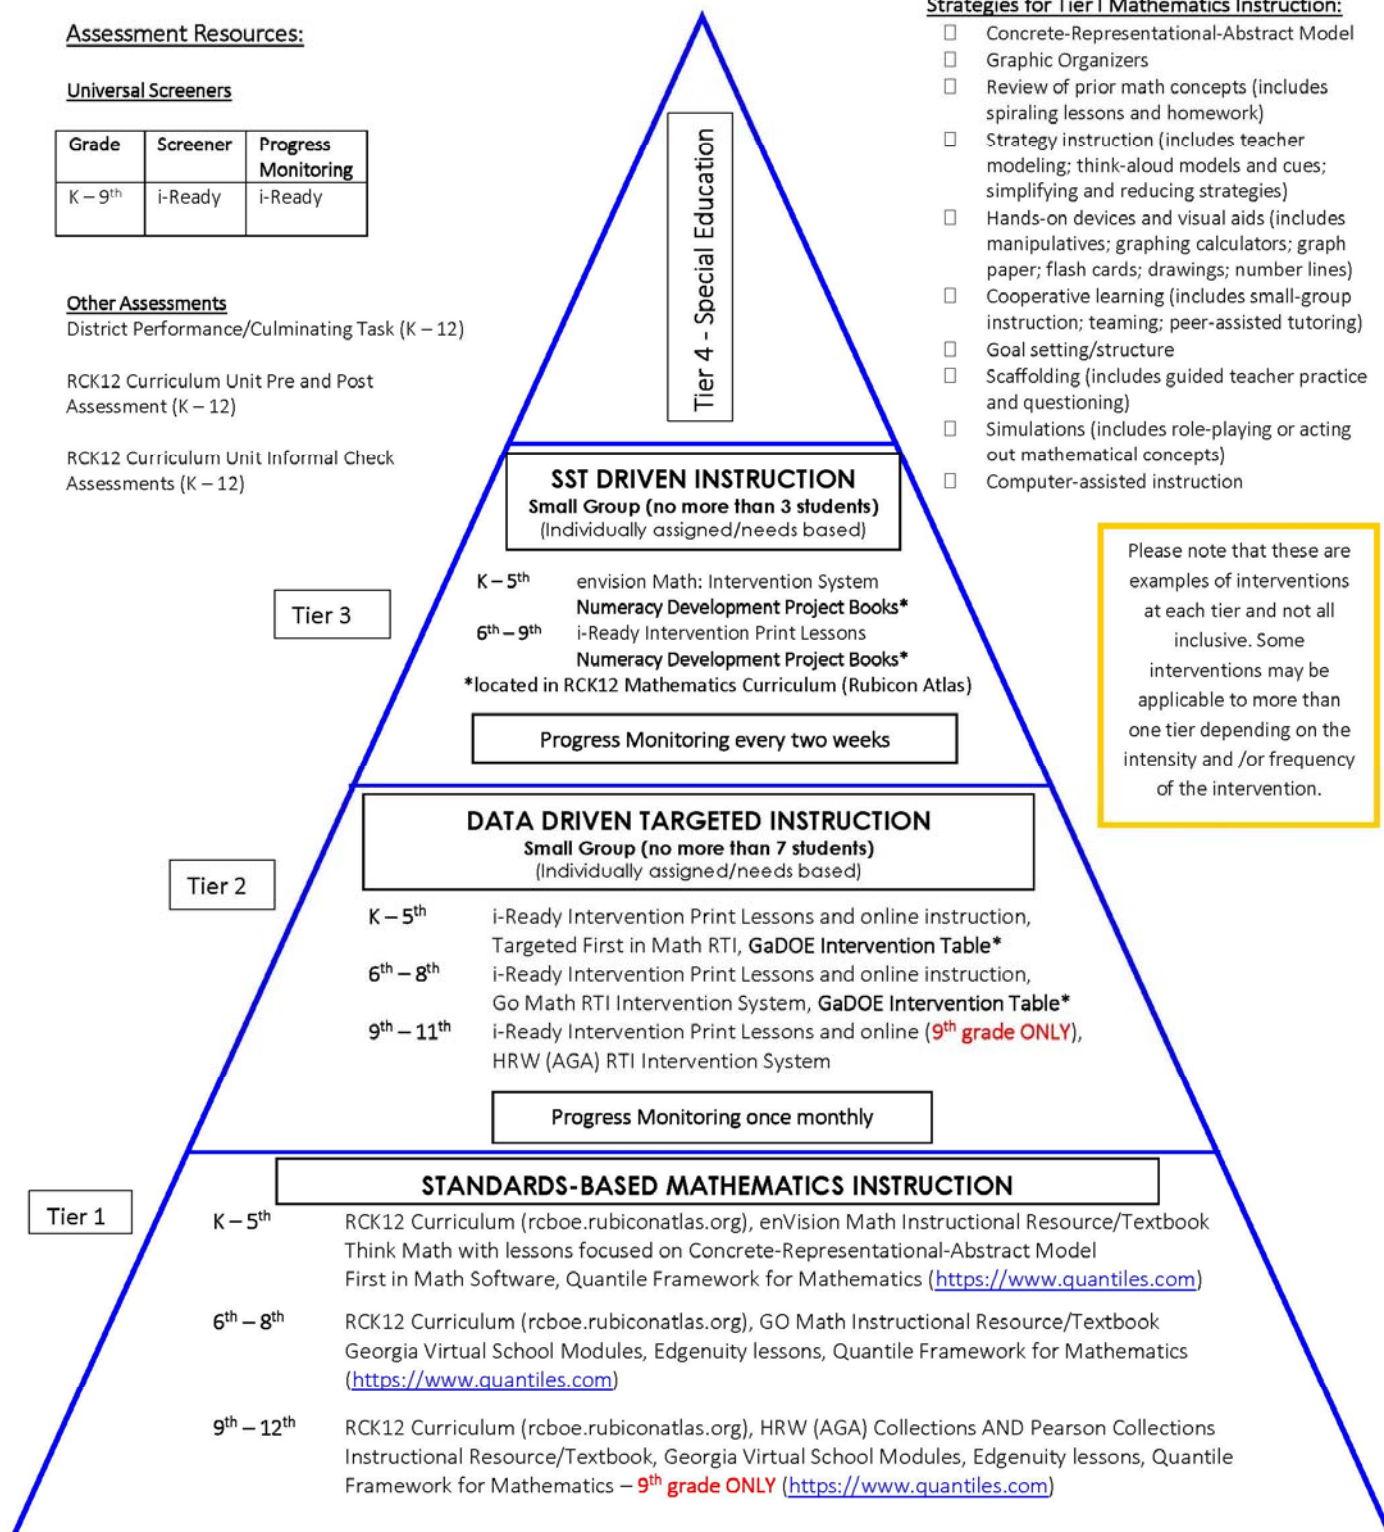 Assessment Resources:
Universal Screeners
Grade Screener Progress
Monitoring
K – 9th i-Ready i-Ready
Other Assessments
District Performance/Culminating Task (K – 12)
RCK12 Curriculum Unit Pre and Post
Assessment (K – 12)
RCK12 Curriculum Unit Informal Check
Assessments (K – 12)
Strategies for Tier I Mathematics Instruction:
Concrete-Representational-Abstract Model
Graphic Organizers
Review of prior math concepts (includes
spiraling lessons and homework)
Strategy instruction (includes teacher
modeling; think-aloud models and cues;
simplifying and reducing strategies)
Hands-on devices and visual aids (includes
manipulatives; graphing calculators; graph
paper; flash cards; drawings; number lines)
Cooperative learning (includes small-group
instruction; teaming; peer-assisted tutoring)
Goal setting/structure
Scaffolding (includes guided teacher practice
and questioning)
Simulations (includes role-playing or acting
out mathematical concepts)
Computer-assisted instruction
Please note that these are
examples of interventions
at each tier and not all
inclusive. Some
interventions may be
applicable to more than
one tier depending on the
intensity and /or frequency
of the intervention.
Tier 4 - Special Education
Tier 3
SST DRIVEN INSTRUCTION
Small Group (no more than 3 students)
(Individually assigned/needs based)
K – 5th envision Math: Intervention System
Numeracy Development Project Books*
6th – 9th i-Ready Intervention Print Lessons
Numeracy Development Project Books*
*located in RCK12 Mathematics Curriculum (Rubicon Atlas)
Progress Monitoring every two weeks
Tier 2
DATA DRIVEN TARGETED INSTRUCTION
Small Group (no more than 7 students)
(Individually assigned/needs based)
K – 5th i-Ready Intervention Print Lessons and online instruction,
Targeted First in Math RTI, GaDOE Intervention Table*
6th – 8th i-Ready Intervention Print Lessons and online instruction,
Go Math RTI Intervention System, GaDOE Intervention Table*
9th – 11th i-Ready Intervention Print Lessons and online (9th grade ONLY),
HRW (AGA) RTI Intervention System
Progress Monitoring once monthly
Tier 1
STANDARDS-BASED MATHEMATICS INSTRUCTION
K – 5th RCK12 Curriculum (rcboe.rubiconatlas.org), enVision Math Instructional Resource/Textbook
Think Math with lessons focused on Concrete-Representational-Abstract Model
First in Math Software, Quantile Framework for Mathematics (https://www.quantiles.com)
6th – 8th RCK12 Curriculum (rcboe.rubiconatlas.org), GO Math Instructional Resource/Textbook
Georgia Virtual School Modules, Edgenuity lessons, Quantile Framework for Mathematics
(https://www.quantiles.com)
9th – 12th RCK12 Curriculum (rcboe.rubiconatlas.org), HRW (AGA) Collections AND Pearson Collections
Instructional Resource/Textbook, Georgia Virtual School Modules, Edgenuity lessons, Quantile
Framework for Mathematics – 9th grade ONLY (https://www.quantiles.com)